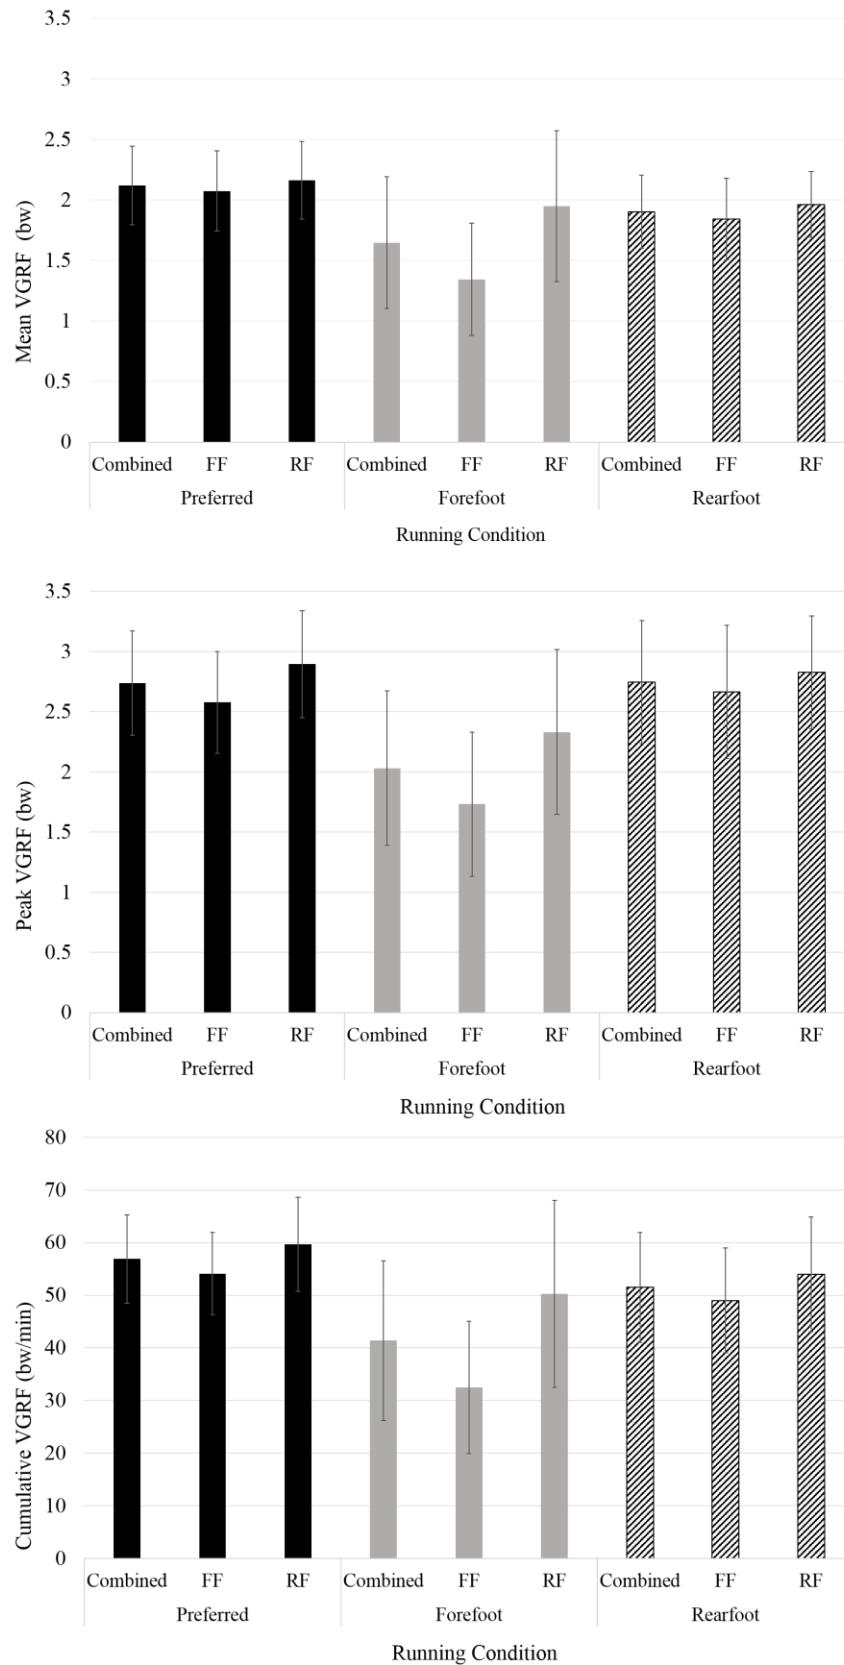 3.5
3
2.5
2
1.5
1
0.5
0
Mean VGRF (bw)
Combined FF RF Combined FF RF Combined FF RF
Preferred Forefoot Rearfoot
Running Condition
3.5
3
2.5
2
1.5
1
0.5
0
Peak VGRF (bw)
Combined FF RF Combined FF RF Combined FF RF
Preferred Forefoot Rearfoot
Running Condition
80
70
60
50
40
30
20
10
0
Cumulative VGRF (bw/min)
Combined FF RF Combined FF RF Combined FF RF
Preferred Forefoot Rearfoot
Running Condition